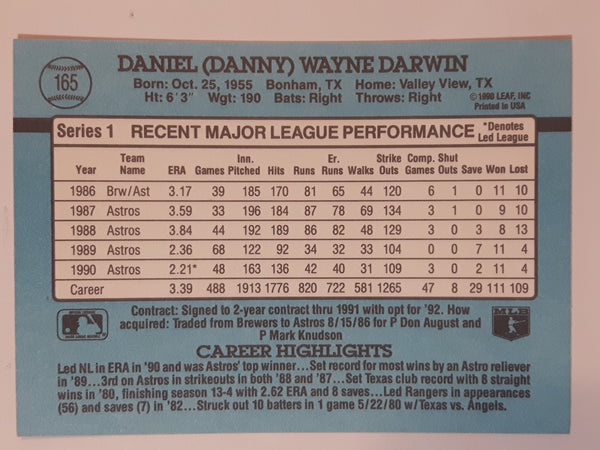 165
DANIEL (DANNY) WAYNE DARWIN
Born: Oct. 25, 1955 Bonham, TX Home: Valley View, TX
Ht: 6'3" Wgt: 190 Bats: Right Throws: Right
©1990 LEAF, INC
Printed in USA
Series 1 RECENT MAJOR LEAGUE PERFORMANCE *Denotes Led League
Year Team Name ERA Games Inn. Pitched Hits Runs Er. Runs Walks Strike Outs Comp. Games Shut Outs Save Won Lost
1986 Brw/Ast 3.17 39 185 170 81 65 44 120 6 1 0 11 10
1987 Astros 3.59 33 196 184 87 78 69 134 3 1 0 9 10
1988 Astros 3.84 44 192 189 86 82 48 129 3 0 3 8 13
1989 Astros 2.36 68 122 92 34 32 33 104 0 0 7 11 4
1990 Astros 2.21* 48 163 136 42 40 31 109 3 0 2 11 4
Career 3.39 488 1913 1776 820 722 581 1265 47 8 29 111 109
Contract: Signed to 2-year contract thru 1991 with opt for '92. How
acquired: Traded from Brewers to Astros 8/15/86 for P Don August and
P Mark Knudson
MLB
CAREER HIGHLIGHTS
Led NL in ERA in '90 and was Astros' top winner...Set record for most wins by an Astro reliever
in '89...3rd on Astros in strikeouts in both '88 and '87...Set Texas club record with 8 straight
wins in '80, finishing season 13-4 with 2.62 ERA and 8 saves...Led Rangers in appearances
(56) and saves (7) in '82...Struck out 10 batters in 1 game 5/22/80 w/Texas vs. Angels.